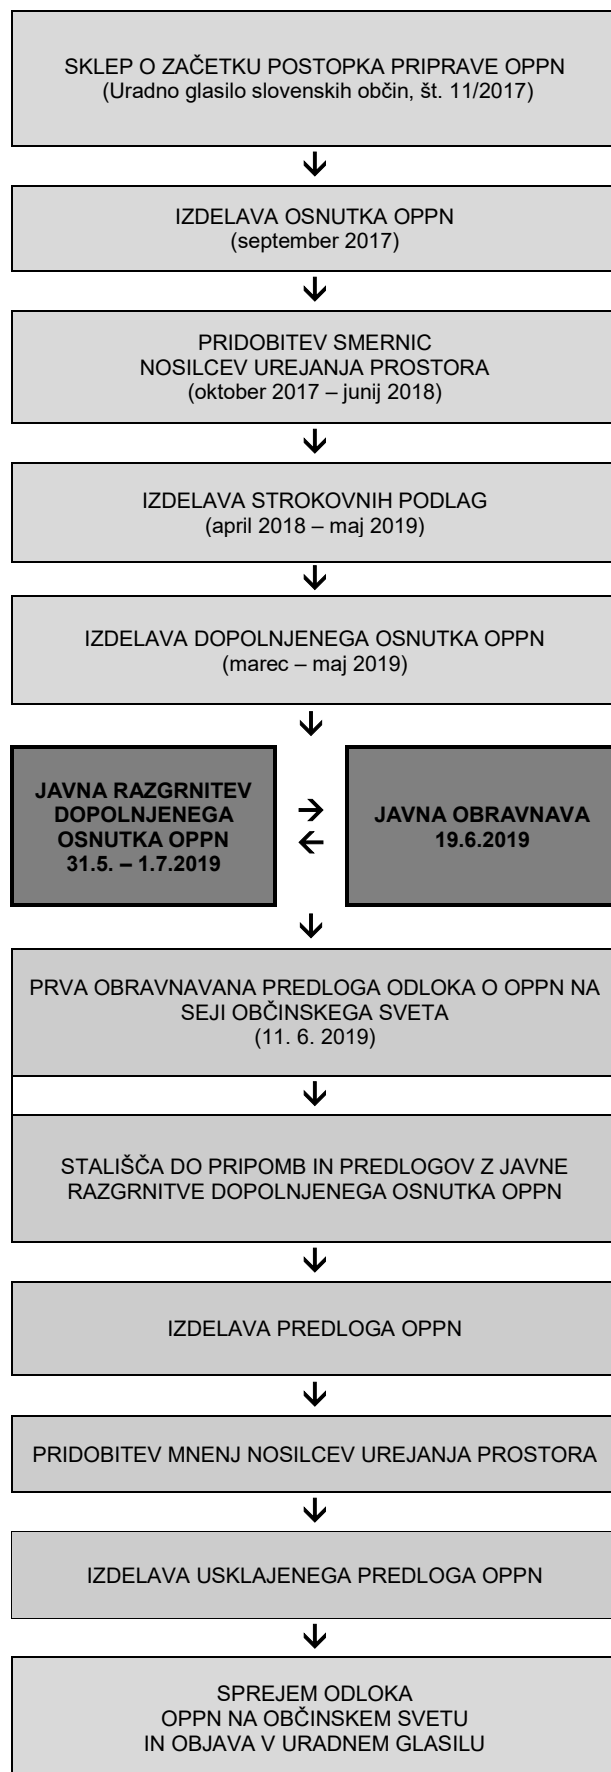 SKLEP O ZAČETKU POSTOPKA PRIPRAVE OPPN
(Uradno glasilo slovenskih občin, št. 11/2017)
IZDELAVA OSNUTKA OPPN
(september 2017)
PRIDOBITEV SMERNIC
NOSILCEV UREJANJA PROSTORA
(oktober 2017 – junij 2018)
IZDELAVA STROKOVNIH PODLAG
(april 2018 – maj 2019)
IZDELAVA DOPOLNJENEGA OSNUTKA OPPN
(marec – maj 2019)
JAVNA RAZGRNITEV
DOPOLNJENEGA
OSNUTKA OPPN
31.5. – 1.7.2019
JAVNA OBRAVNAVA
19.6.2019
PRVA OBRAVNAVANA PREDLOGA ODLOKA O OPPN NA
SEJI OBČINSKEGA SVETA
(11. 6. 2019)
STALIŠČA DO PRIPOMB IN PREDLOGOV Z JAVNE
RAZGRNITVE DOPOLNJENEGA OSNUTKA OPPN
IZDELAVA PREDLOGA OPPN
PRIDOBITEV MNENJ NOSILCEV UREJANJA PROSTORA
IZDELAVA USKLAJENEGA PREDLOGA OPPN
SPREJEM ODLOKA
OPPN NA OBČINSKEM SVETU
IN OBJAVA V URADNEM GLASILU